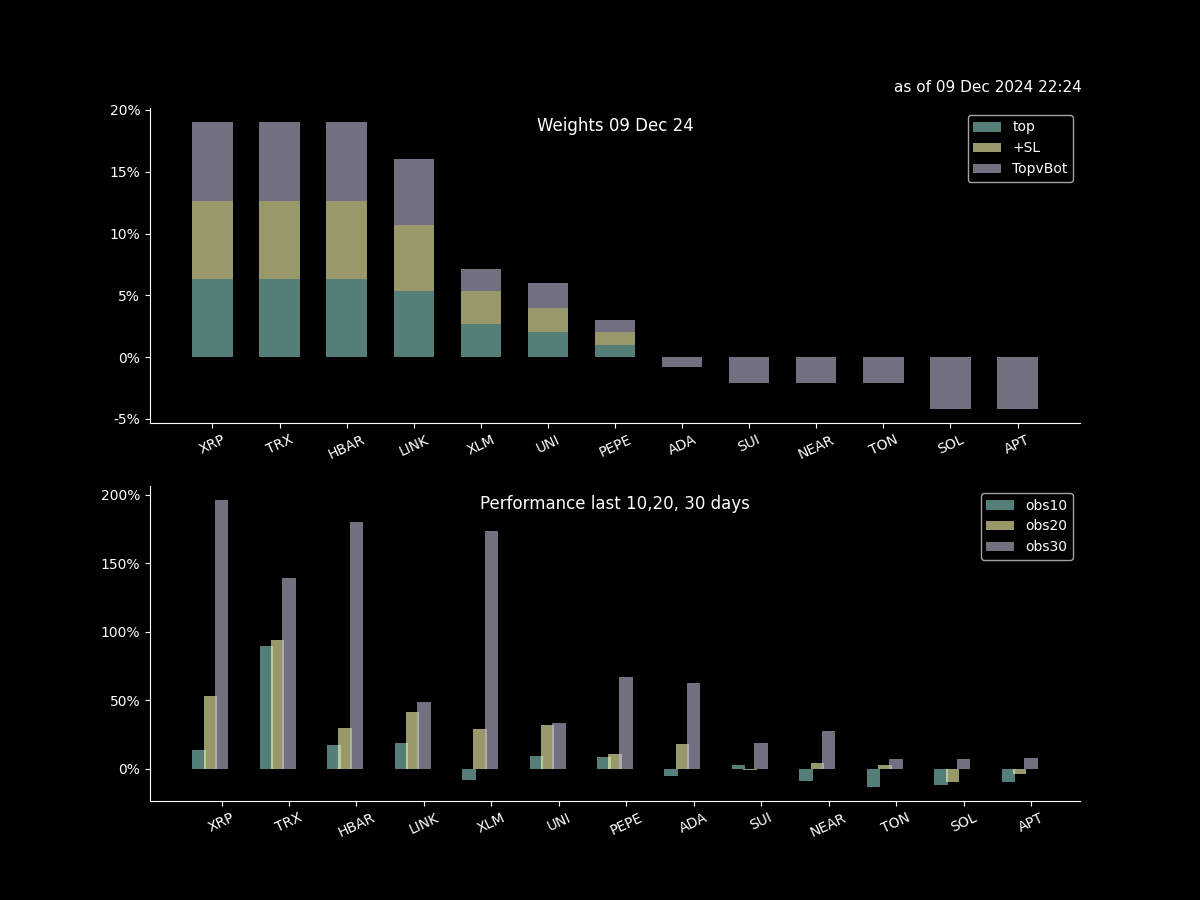 as of 09 Dec 2024 22:24
Weights 09 Dec 24
20%
15%
10%
5%
0%
-5%
top
+SL
TopvBot
XRP TRX HBAR LINK XLM UNI PEPE ADA SUI NEAR TON SOL APT
Performance last 10,20, 30 days
200%
150%
100%
50%
0%
obs10
obs20
obs30
XRP TRX HBAR LINK XLM UNI PEPE ADA SUI NEAR TON SOL APT